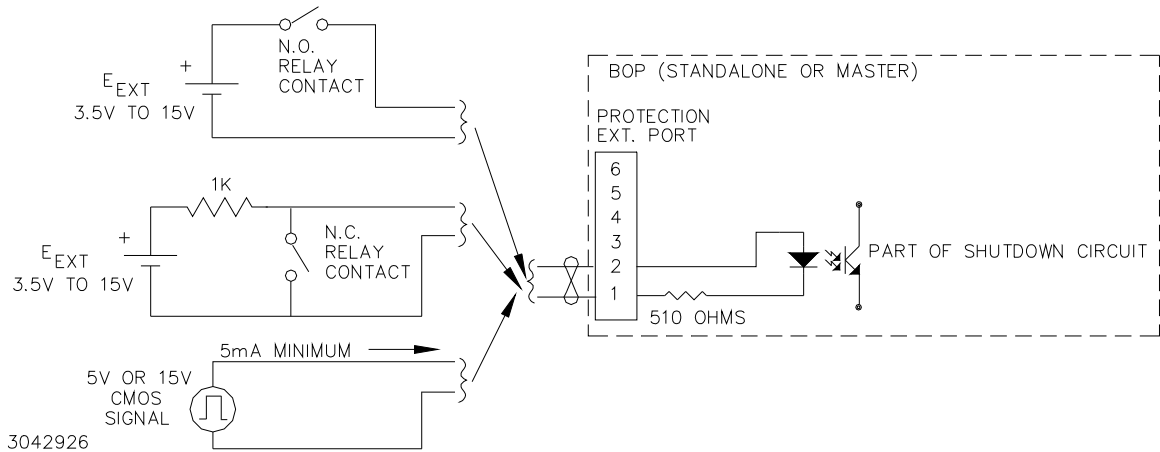 N.O.
RELAY
CONTACT
+
E EXT
3.5V TO 15V
1K
N.C.
RELAY
CONTACT
+
E EXT
3.5V TO 15V
5mA MINIMUM
5V OR 15V
CMOS
SIGNAL
3042926
BOP (STANDALONE OR MASTER)
PROTECTION
EXT. PORT
6
5
4
3
2
1
510 OHMS
PART OF SHUTDOWN CIRCUIT